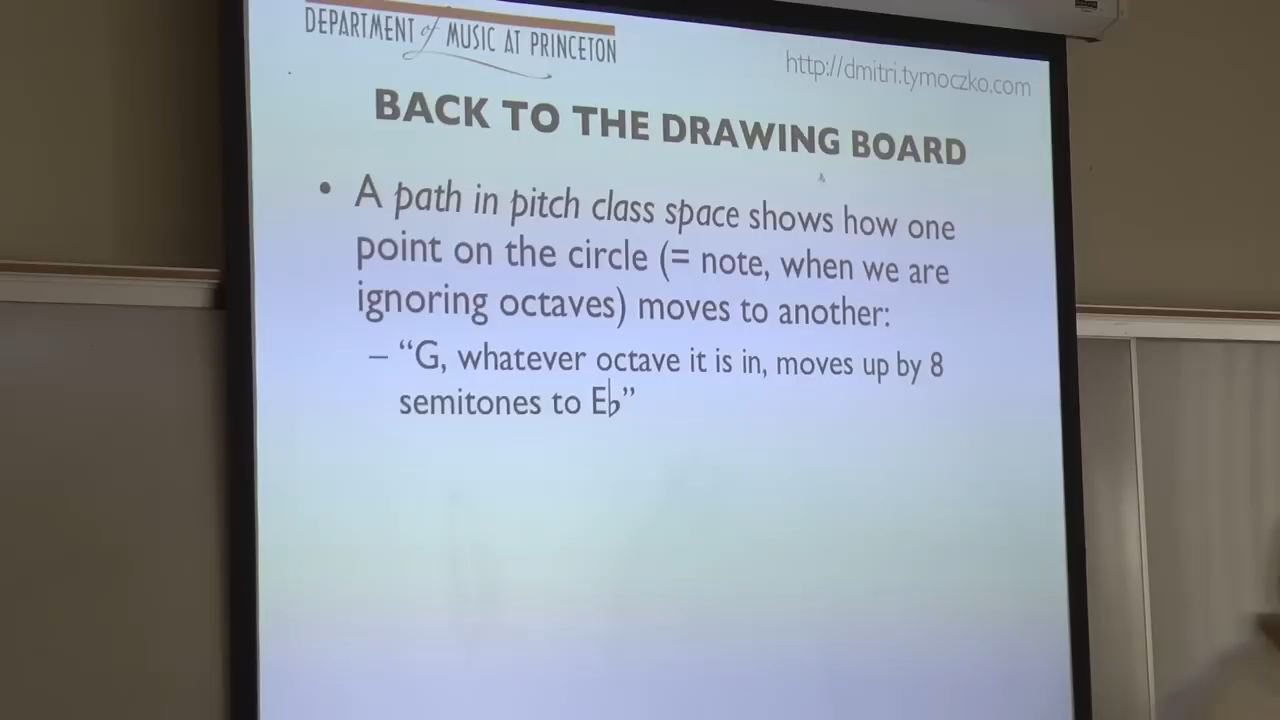 DEPARTMENT of MUSIC AT PRINCETON
http://dmitri.tymoczko.com
BACK TO THE DRAWING BOARD
• A path in pitch class space shows how one
point on the circle (= note, when we are
ignoring octaves) moves to another:
– “G, whatever octave it is in, moves up by 8
semitones to E♭”